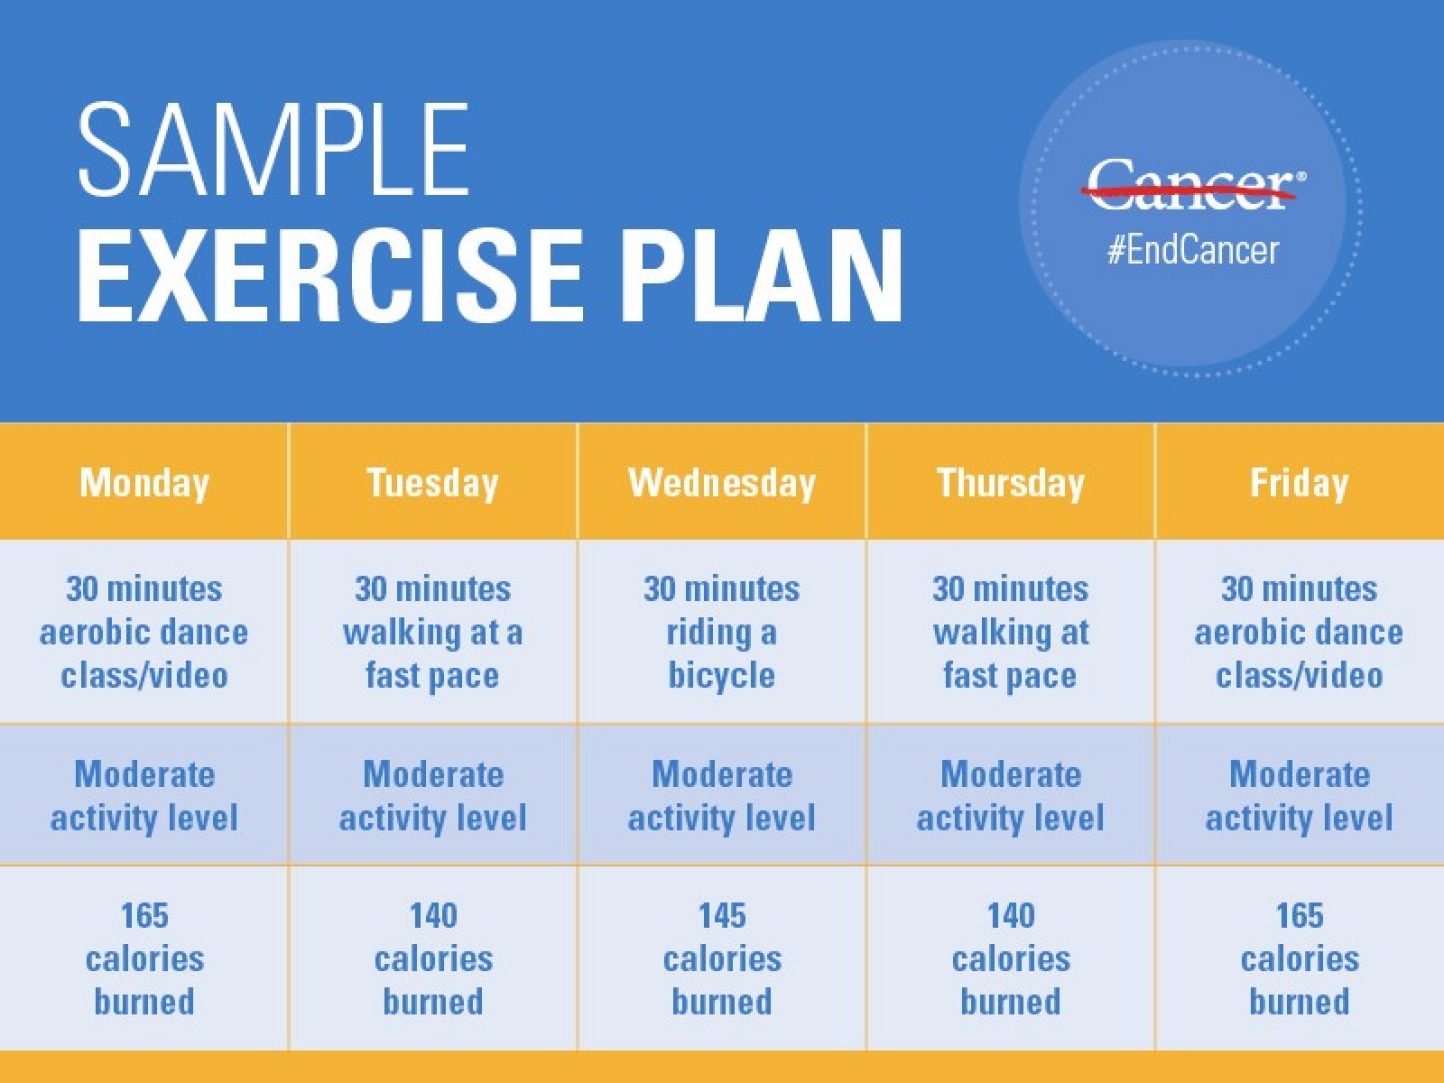 SAMPLE
EXERCISE PLAN
Cancer®
#EndCancer
Monday
Tuesday
Wednesday
Thursday
Friday
30 minutes
aerobic dance
class/video
30 minutes
walking at a
fast pace
30 minutes
riding a
bicycle
30 minutes
walking at
fast pace
30 minutes
aerobic dance
class/video
Moderate
activity level
Moderate
activity level
Moderate
activity level
Moderate
activity level
Moderate
activity level
165
calories
burned
140
calories
burned
145
calories
burned
140
calories
burned
165
calories
burned